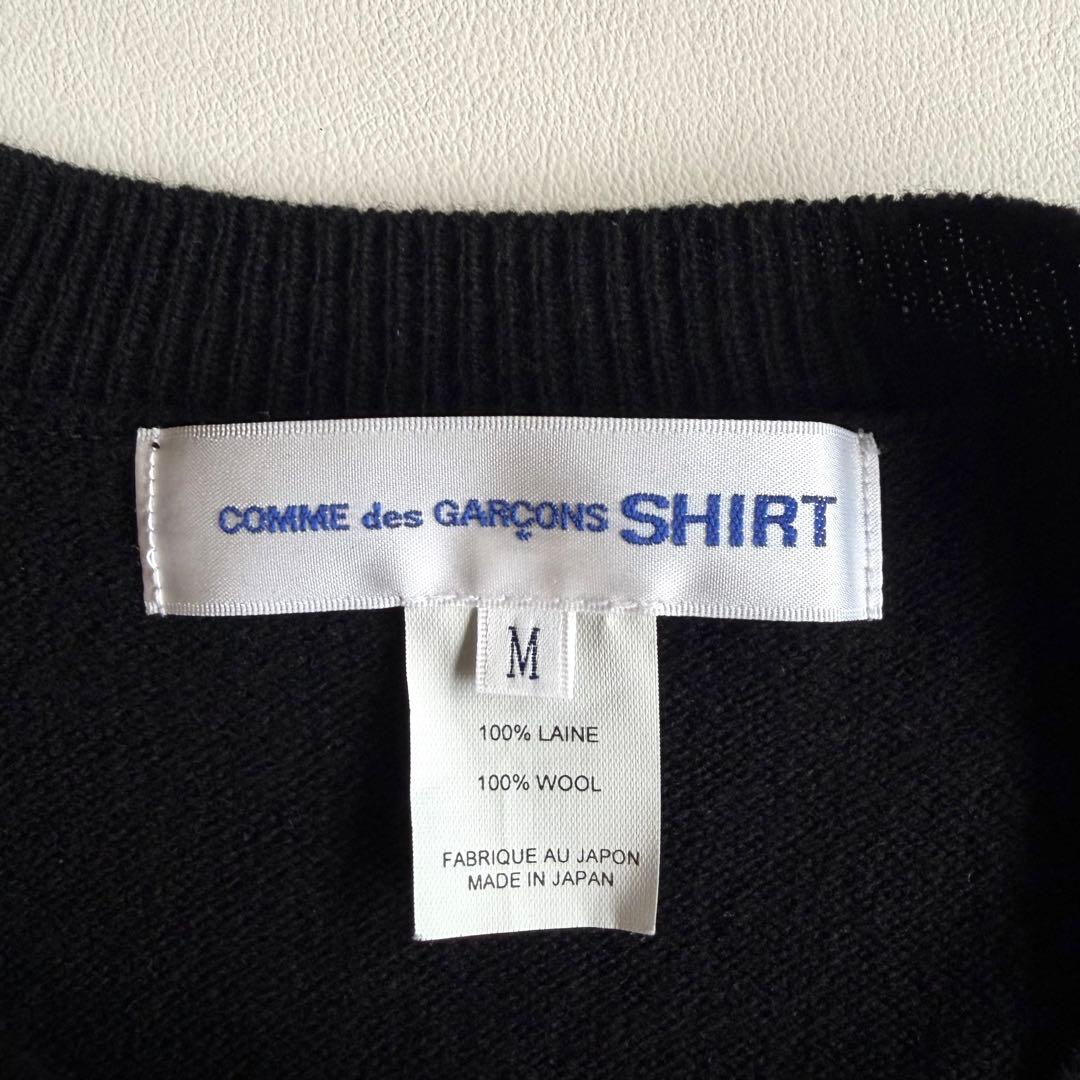 COMME des GARÇONS SHIRT
M
100% LAINE
100% WOOL
FABRIQUE AU JAPON
MADE IN JAPAN